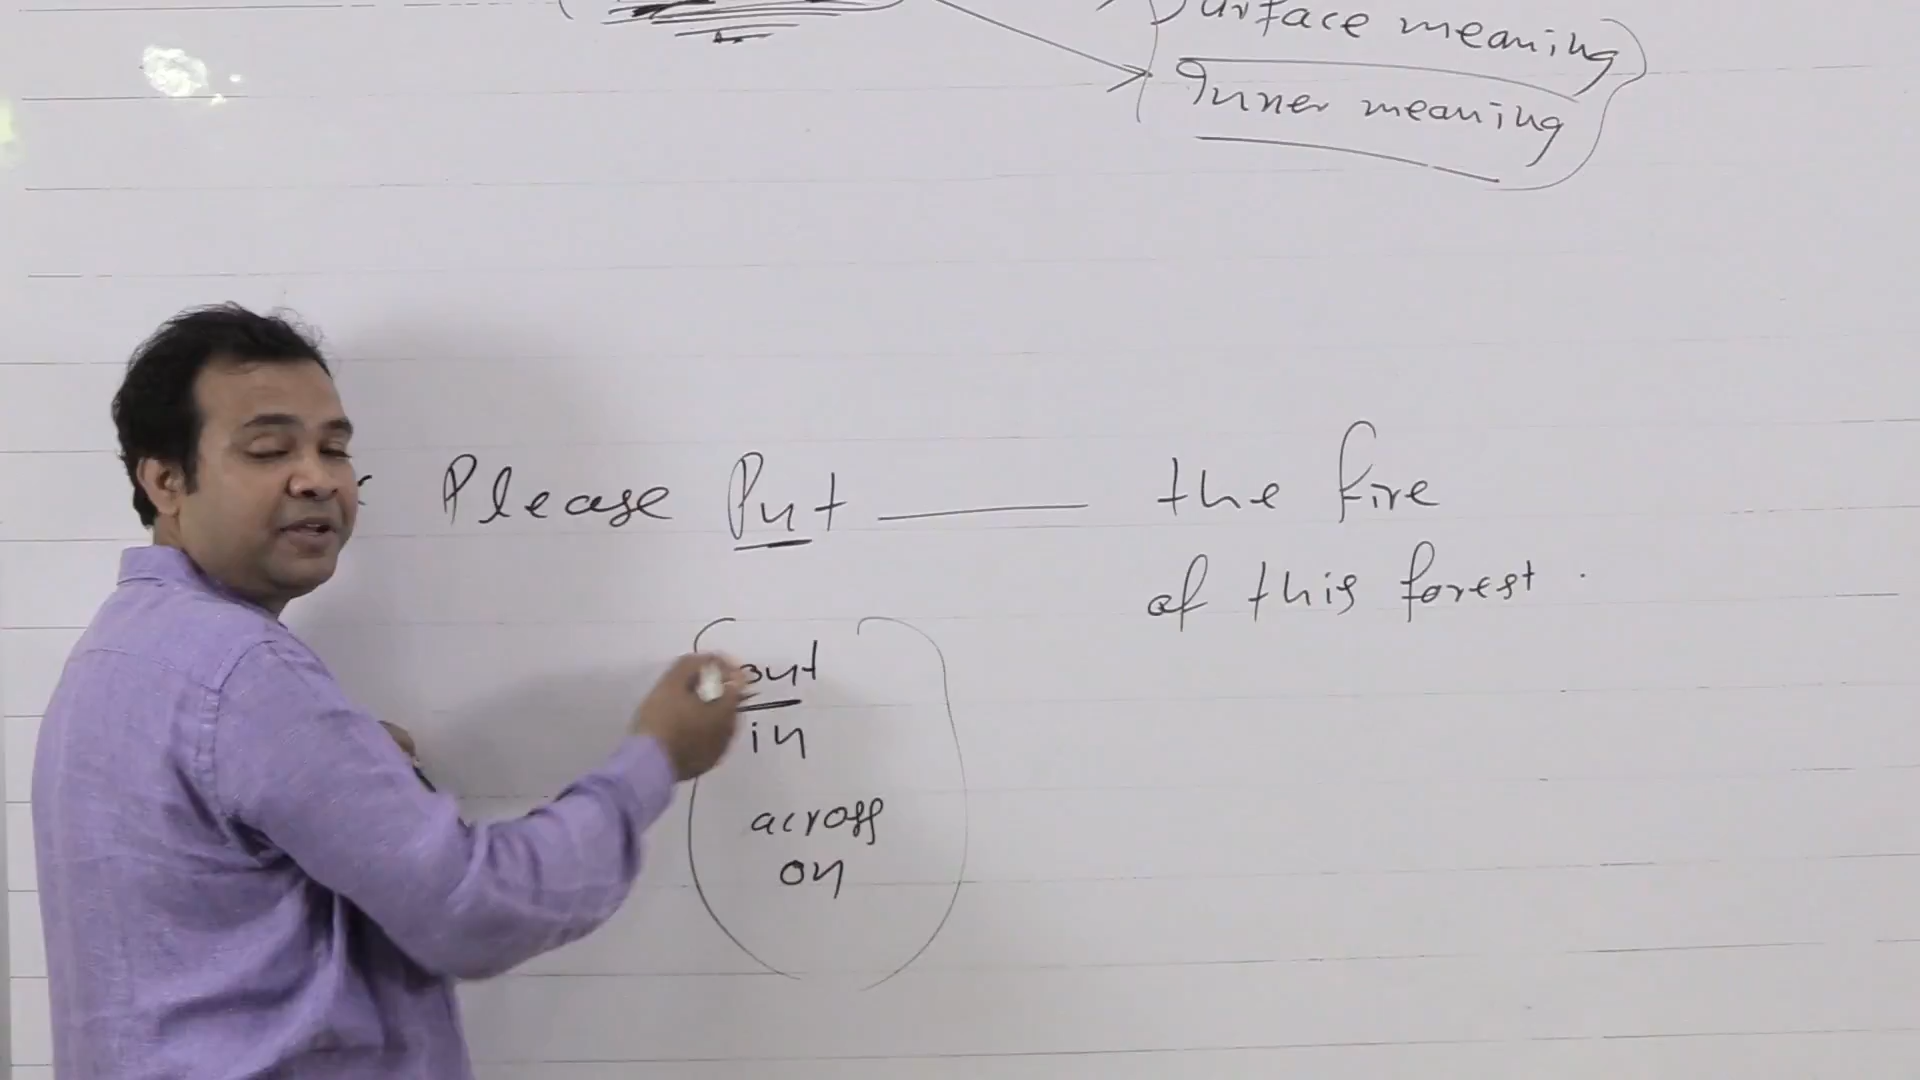 Surface meaning
Inner meaning
Please Put ______ the fire
of this forest.
out
in
across
on